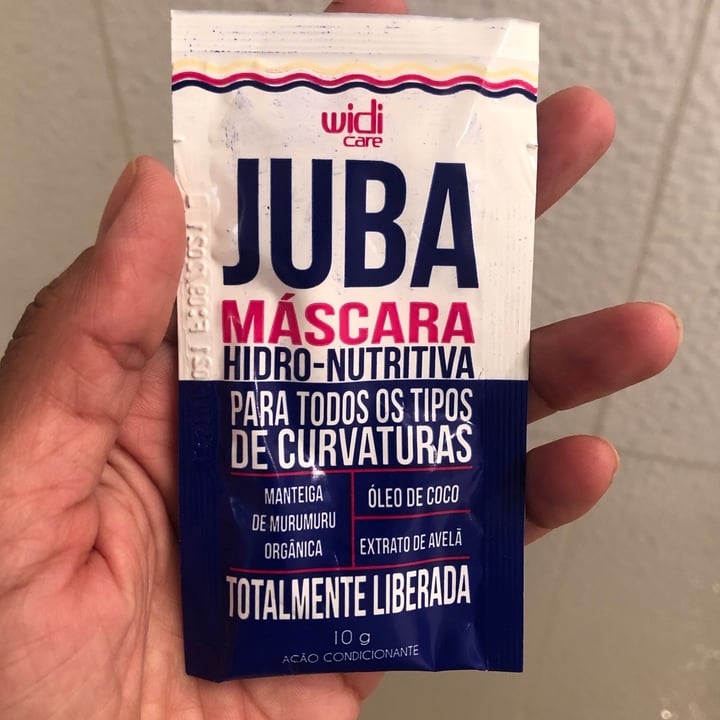 widi
care
JUBA
MÁSCARA
HIDRO-NUTRITIVA
PARA TODOS OS TIPOS
DE CURVATURAS
MANTEIGA
DE MURUMURU
ORGÂNICA
ÓLEO DE COCO
EXTRATO DE AVELÃ
TOTALMENTE LIBERADA
10 g
AÇÃO CONDICIONANTE